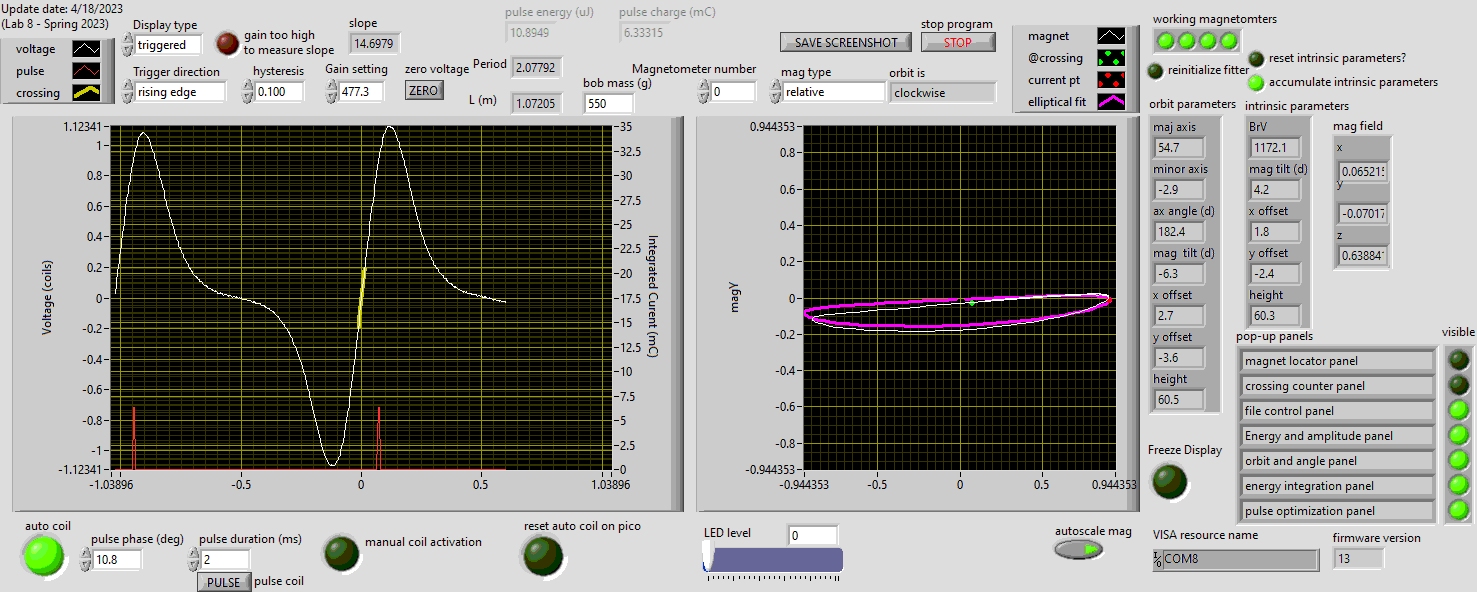 Update date: 4/18/2023
(Lab 8 - Spring 2023)
voltage
pulse
crossing
Display type
triggered
gain too high
to measure slope
slope
14.6979
pulse energy (uJ)
10.8949
pulse charge (mC)
6.33315
Trigger direction
rising edge
hysteresis
0.100
Gain setting
477.3
zero voltage
ZERO
Period
2.07792
L (m)
1.07205
bob mass (g)
550
SAVE SCREENSHOT
stop program
STOP
Magnetometer number
0
mag type
relative
orbit is
clockwise
magnet
@crossing
current pt
elliptical fit
working magnetomters
reinitialize fitter
reset intrinsic parameters?
accumulate intrinsic parameters
orbit parameters
maj axis
54.7
minor axis
-2.9
ax angle (d)
182.4
mag tilt (d)
-6.3
x offset
2.7
y offset
-3.6
height
60.5
intrinsic parameters
BrV
1172.1
mag tilt (d)
4.2
x offset
1.8
y offset
-2.4
height
60.3
mag field
x
0.06521
y
-0.07017
z
0.63884
Voltage (coils)
1.12341
1
0.8
0.6
0.4
0.2
0
-0.2
-0.4
-0.6
-0.8
-1
-1.12341
-1.03896
-0.5
0
0.5
1.03896
35
32.5
30
27.5
25
22.5
20
17.5
15
12.5
10
7.5
5
2.5
0
Integrated Curent (mC)
magY
0.944353
0.8
0.6
0.4
0.2
0
-0.2
-0.4
-0.6
-0.8
-0.944353
-0.944353
-0.5
0
0.5
0.944353
pop-up panels
visible
magnet locator panel
crossing counter panel
file control panel
Energy and amplitude panel
orbit and angle panel
energy integration panel
pulse optimization panel
Freeze Display
auto coil
pulse phase (deg)
10.8
pulse duration (ms)
2
PULSE
pulse coil
manual coil activation
reset auto coil on pico
LED level
0
autoscale mag
VISA resource name
COM8
firmware version
13